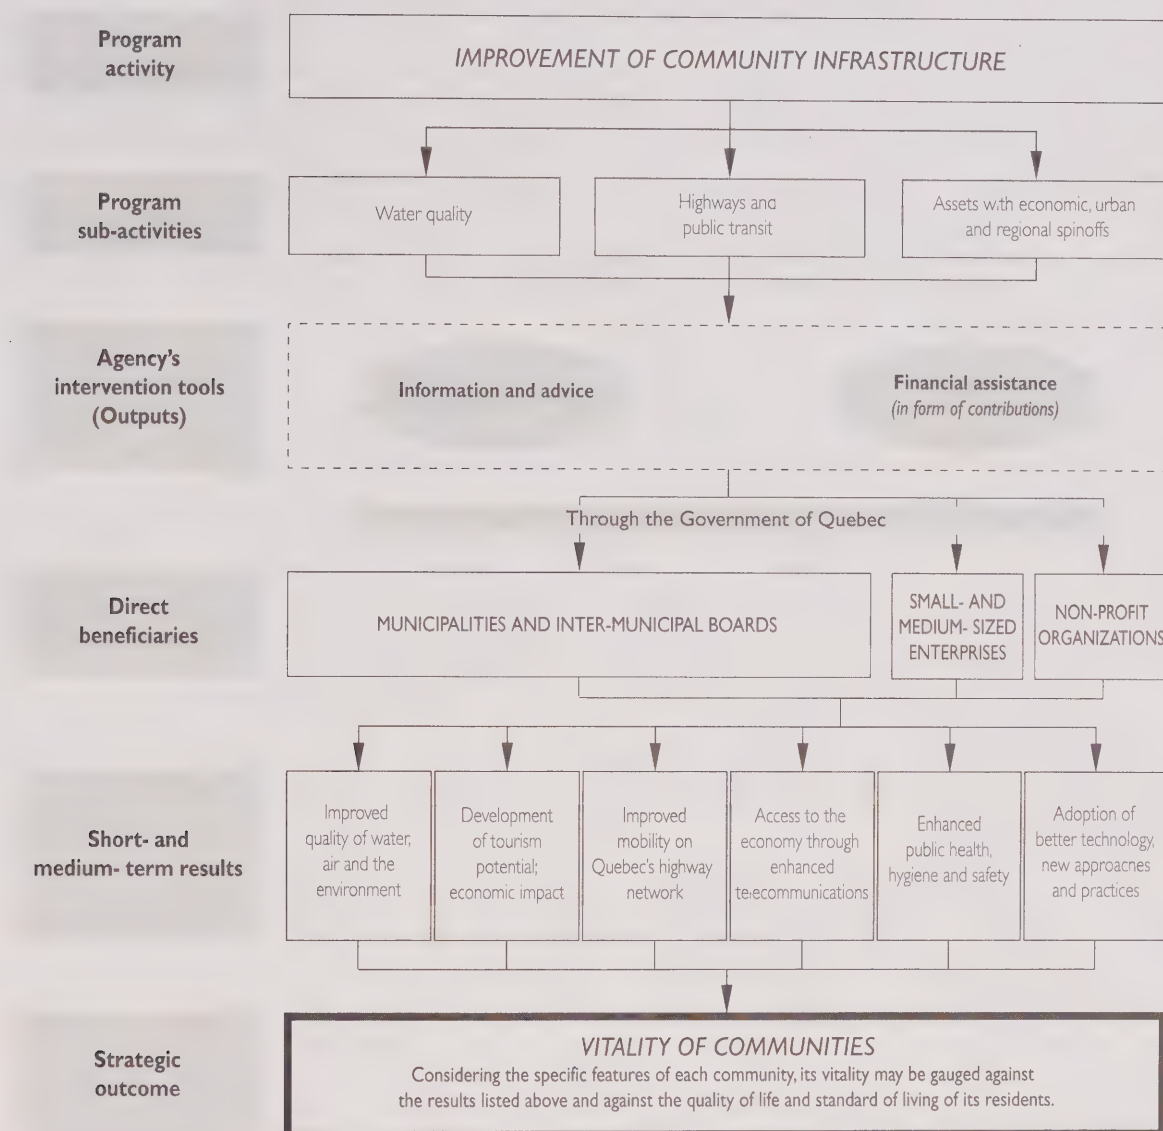 Program
activity
IMPROVEMENT OF COMMUNITY INFRASTRUCTURE
Program
sub-activities
Water quality
Highways and
public transit
Assets with economic, urban
and regional spinoffs
Agency's
intervention tools
(Outputs)
Information and advice
Financial assistance
(in form of contributions)
Through the Government of Quebec
Direct
beneficiaries
MUNICIPALITIES AND INTER-MUNICIPAL BOARDS
SMALL- AND
MEDIUM- SIZED
ENTERPRISES
NON-PROFIT
ORGANIZATIONS
Short- and
medium- term results
Improved
quality of water,
air and the
environment
Development
of tourism
potential;
economic impact
Improved
mobility on
Quebec's highway
network
Access to the
economy through
enhanced
telecommunications
Enhanced
public health,
hygiene and safety
Adoption of
better technology,
new approaches
and practices
Strategic
outcome
VITALITY OF COMMUNITIES
Considering the specific features of each community, its vitality may be gauged against
the results listed above and against the quality of life and standard of living of its residents.